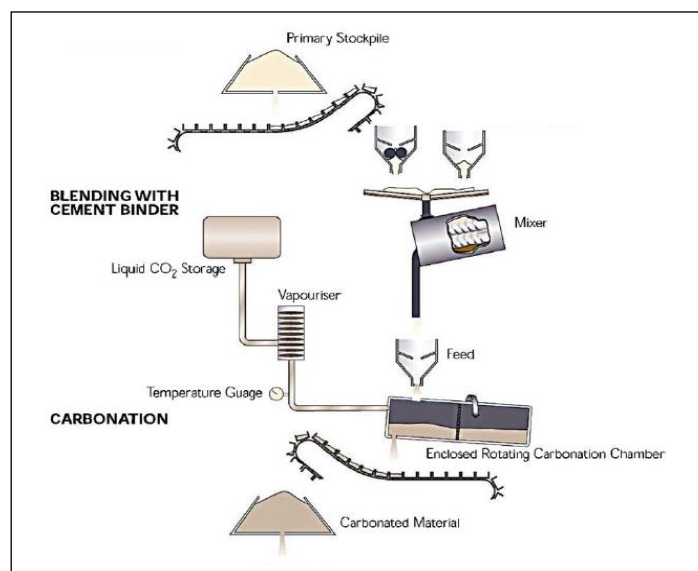 Primary Stockpile
BLENDING WITH
CEMENT BINDER
Mixer
Liquid CO₂ Storage
Vapouriser
Feed
Temperature Guage
CARBONATION
Enclosed Rotating Carbonation Chamber
Carbonated Material